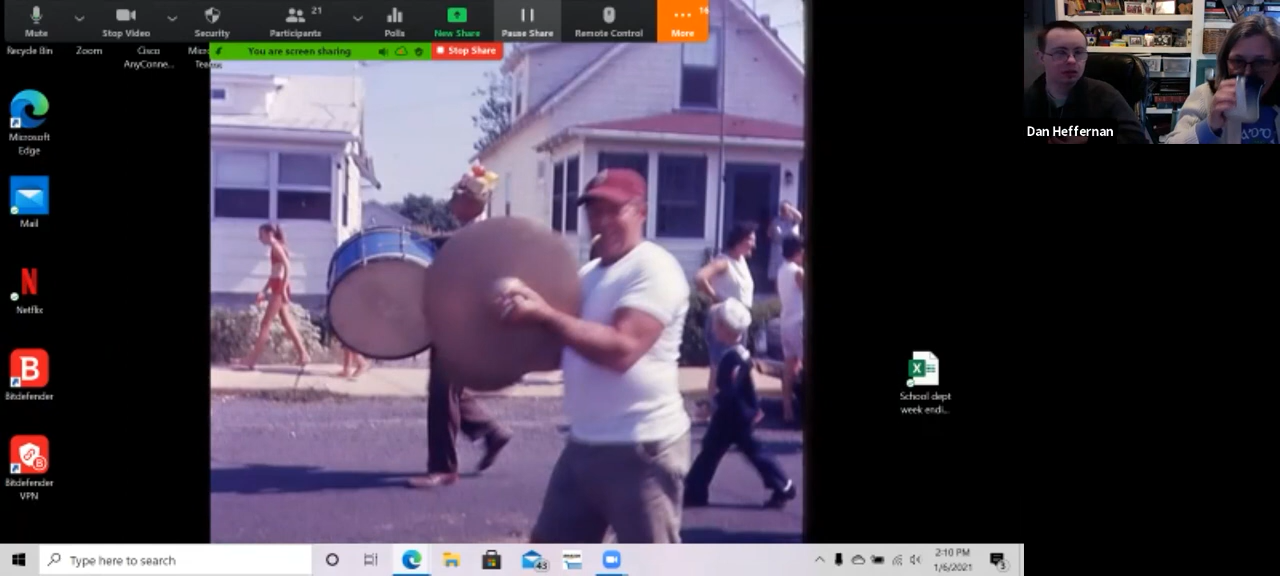 Mute
Stop Video
Security
21
Participants
Polls
New Share
Pause Share
Remote Control
16
More
You are screen sharing
Stop Share
Recycle Bin
Zoom
Cisco
AnyConne...
Microsoft
Edge
Mail
Netflix
Bitdefender
Bitdefender
VPN
School dept
week endi...
Dan Heffernan
Type here to search
43
2:10 PM
1/6/2021
3